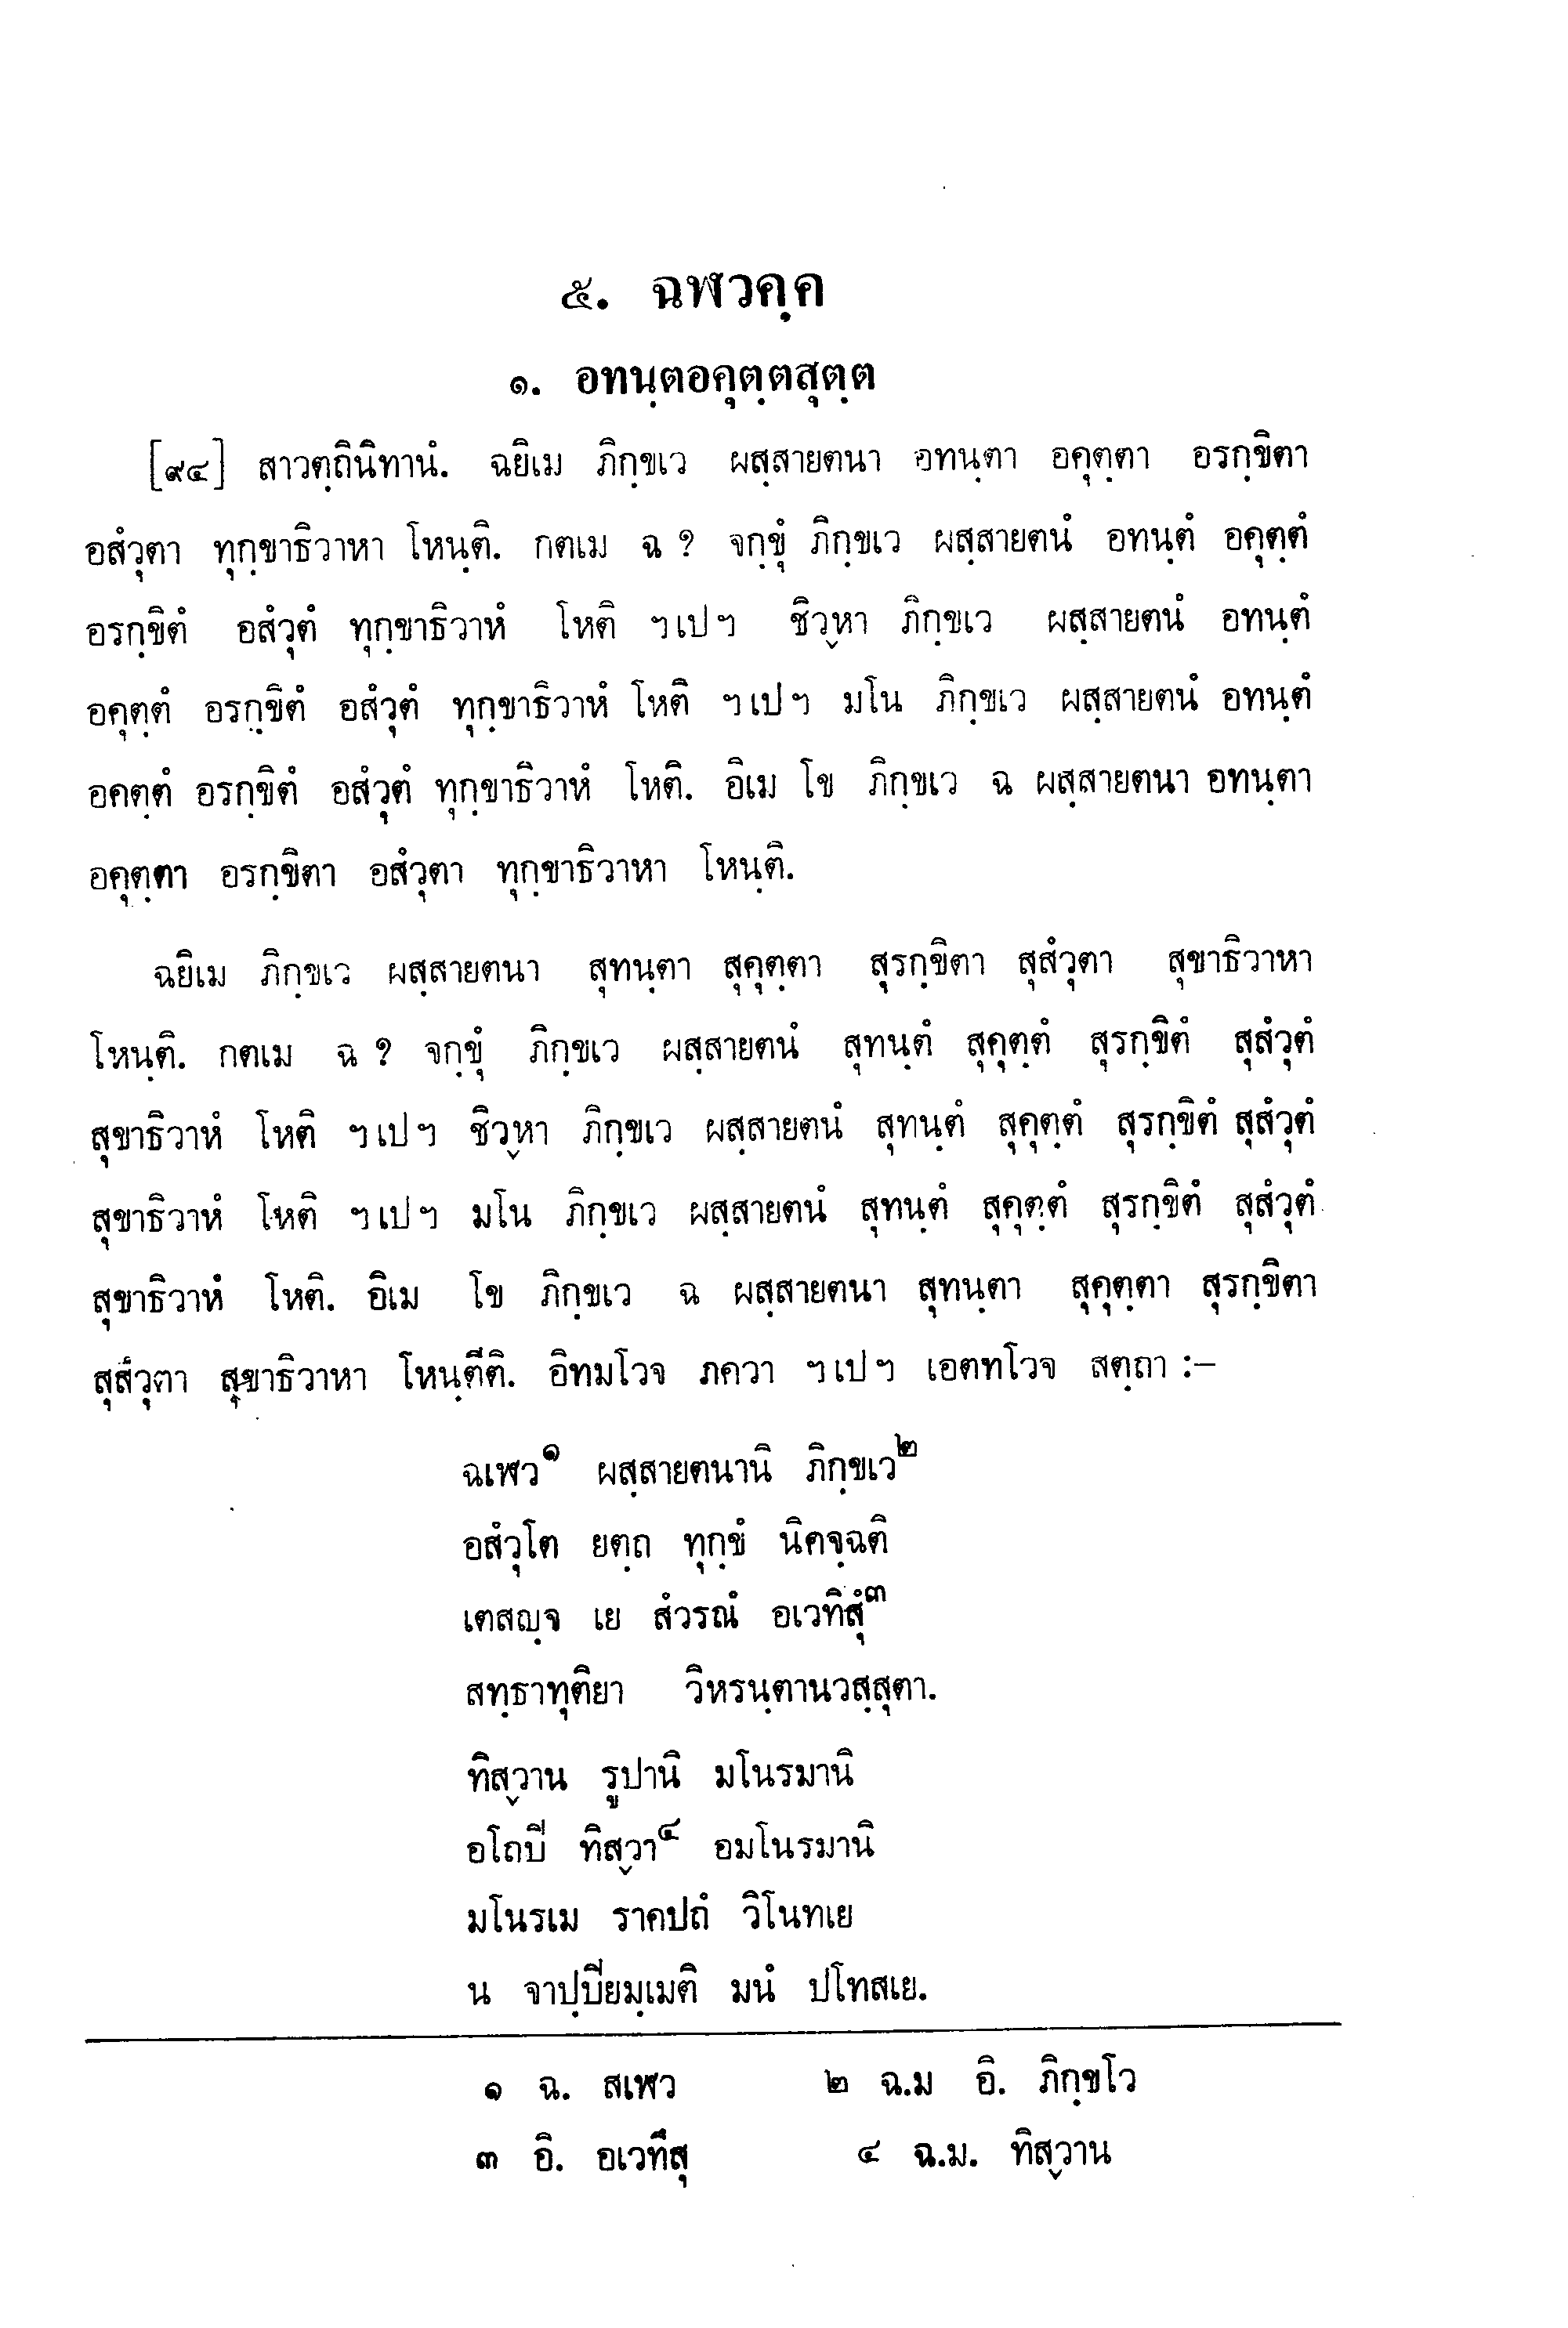 ๕. ฉฬวคฺค
๑. อทนฺตอคุตฺตสุตฺต
[๙๔] สาวตฺถินิทานํ. ฉยิเม ภิกฺขเว ผสฺสายตนา อทนฺตา อคุตฺตา อรกฺขิตา
อสํวุตา ทุกฺขาธิวาหา โหนฺติ. กตเม ฉ ? จกฺขุํ ภิกฺขเว ผสฺสายตนํ อทนฺตํ อคุตฺตํ
อรกฺขิตํ อสํวุตํ ทุกฺขาธิวาหํ โหติ ฯเปฯ ชิวฺหา ภิกฺขเว ผสฺสายตนํ อทนฺตํ
อคุตฺตํ อรกฺขิตํ อสํวุตํ ทุกฺขาธิวาหํ โหติ ฯเปฯ มโน ภิกฺขเว ผสฺสายตนํ อทนฺตํ
อคตฺตํ อรกฺขิตํ อสํวุตํ ทุกฺขาธิวาหํ โหติ. อิเม โข ภิกฺขเว ฉ ผสฺสายตนา อทนฺตา
อคุตฺตา อรกฺขิตา อสํวุตา ทุกฺขาธิวาหา โหนฺติ.
ฉยิเม ภิกฺขเว ผสฺสายตนา สุทนฺตา สุคุตฺตา สุรกฺขิตา สุสํวุตา สุขาธิวาหา
โหนฺติ. กตเม ฉ ? จกฺขุํ ภิกฺขเว ผสฺสายตนํ สุทนฺตํ สุคุตฺตํ สุรกฺขิตํ สุสํวุตํ
สุขาธิวาหํ โหติ ฯเปฯ ชิวฺหา ภิกฺขเว ผสฺสายตนํ สุทนฺตํ สุคุตฺตํ สุรกฺขิตํ สุสํวุตํ
สุขาธิวาหํ โหติ ฯเปฯ มโน ภิกฺขเว ผสฺสายตนํ สุทนฺตํ สุคุตฺตํ สุรกฺขิตํ สุสํวุตํ
สุขาธิวาหํ โหติ. อิเม โข ภิกฺขเว ฉ ผสฺสายตนา สุทนฺตา สุคุตฺตา สุรกฺขิตา
สุสํวุตา สุขาธิวาหา โหนฺตีติ. อิทมโวจ ภควา ฯเปฯ เอตทโวจ สตฺถา :–
ฉเฬว๑ ผสฺสายตนานิ ภิกฺขเว๒
อสํวุโต ยตฺถ ทุกฺขํ นิคจฺฉติ
เตสญฺจ เย สํวรณํ อเวทิสุํ๓
สทฺธาทุติยา วิหรนฺตานวสฺสุตา.
ทิสฺวาน รูปานิ มโนรมานิ
อโถปิ ทิสฺวา๔ อมโนรมานิ
มโนรเม ราคปถํ วิโนทเย
น จาปฺปิยมฺเมติ มนํ ปโทสเย.
๑ ฉ. สเฬว ๒ ฉ.ม อิ. ภิกฺขโว
๓ อิ. อเวทึสุ ๔ ฉ.ม. ทิสฺวาน